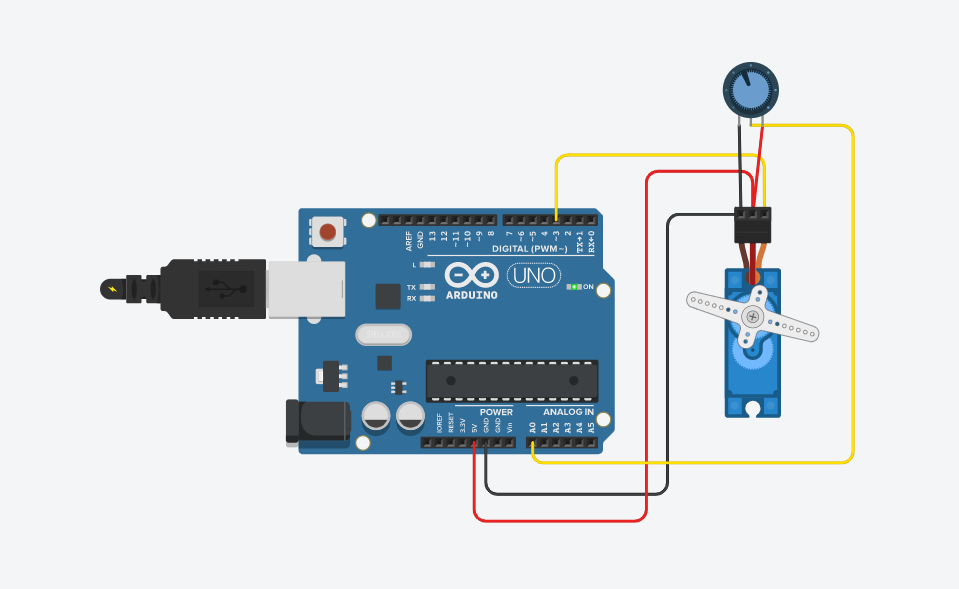 AREF
GND
13
12
~11
~10
~9
8
7
~6
~5
4
~3
2
TX→1
RX←0
DIGITAL (PWM~)
L
TX
RX
ARDUINO
UNO
ON
IOREF
RESET
3.3V
5V
GND
GND
Vin
POWER
ANALOG IN
A0
A1
A2
A3
A4
A5